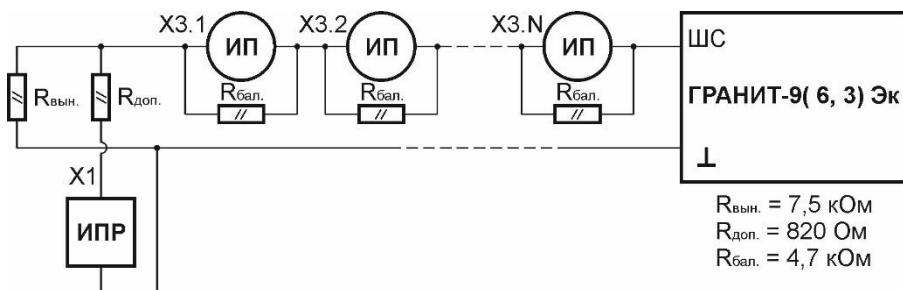 X3.1
X3.2
X3.N
ИП
ИП
ИП
ШС
Rвын.
Rдоп.
Rбал.
Rбал.
Rбал.
ГРАНИТ-9( 6, 3) Эк
⊥
X1
ИПР
Rвын. = 7,5 кОм
Rдоп. = 820 Ом
Rбал. = 4,7 кОм